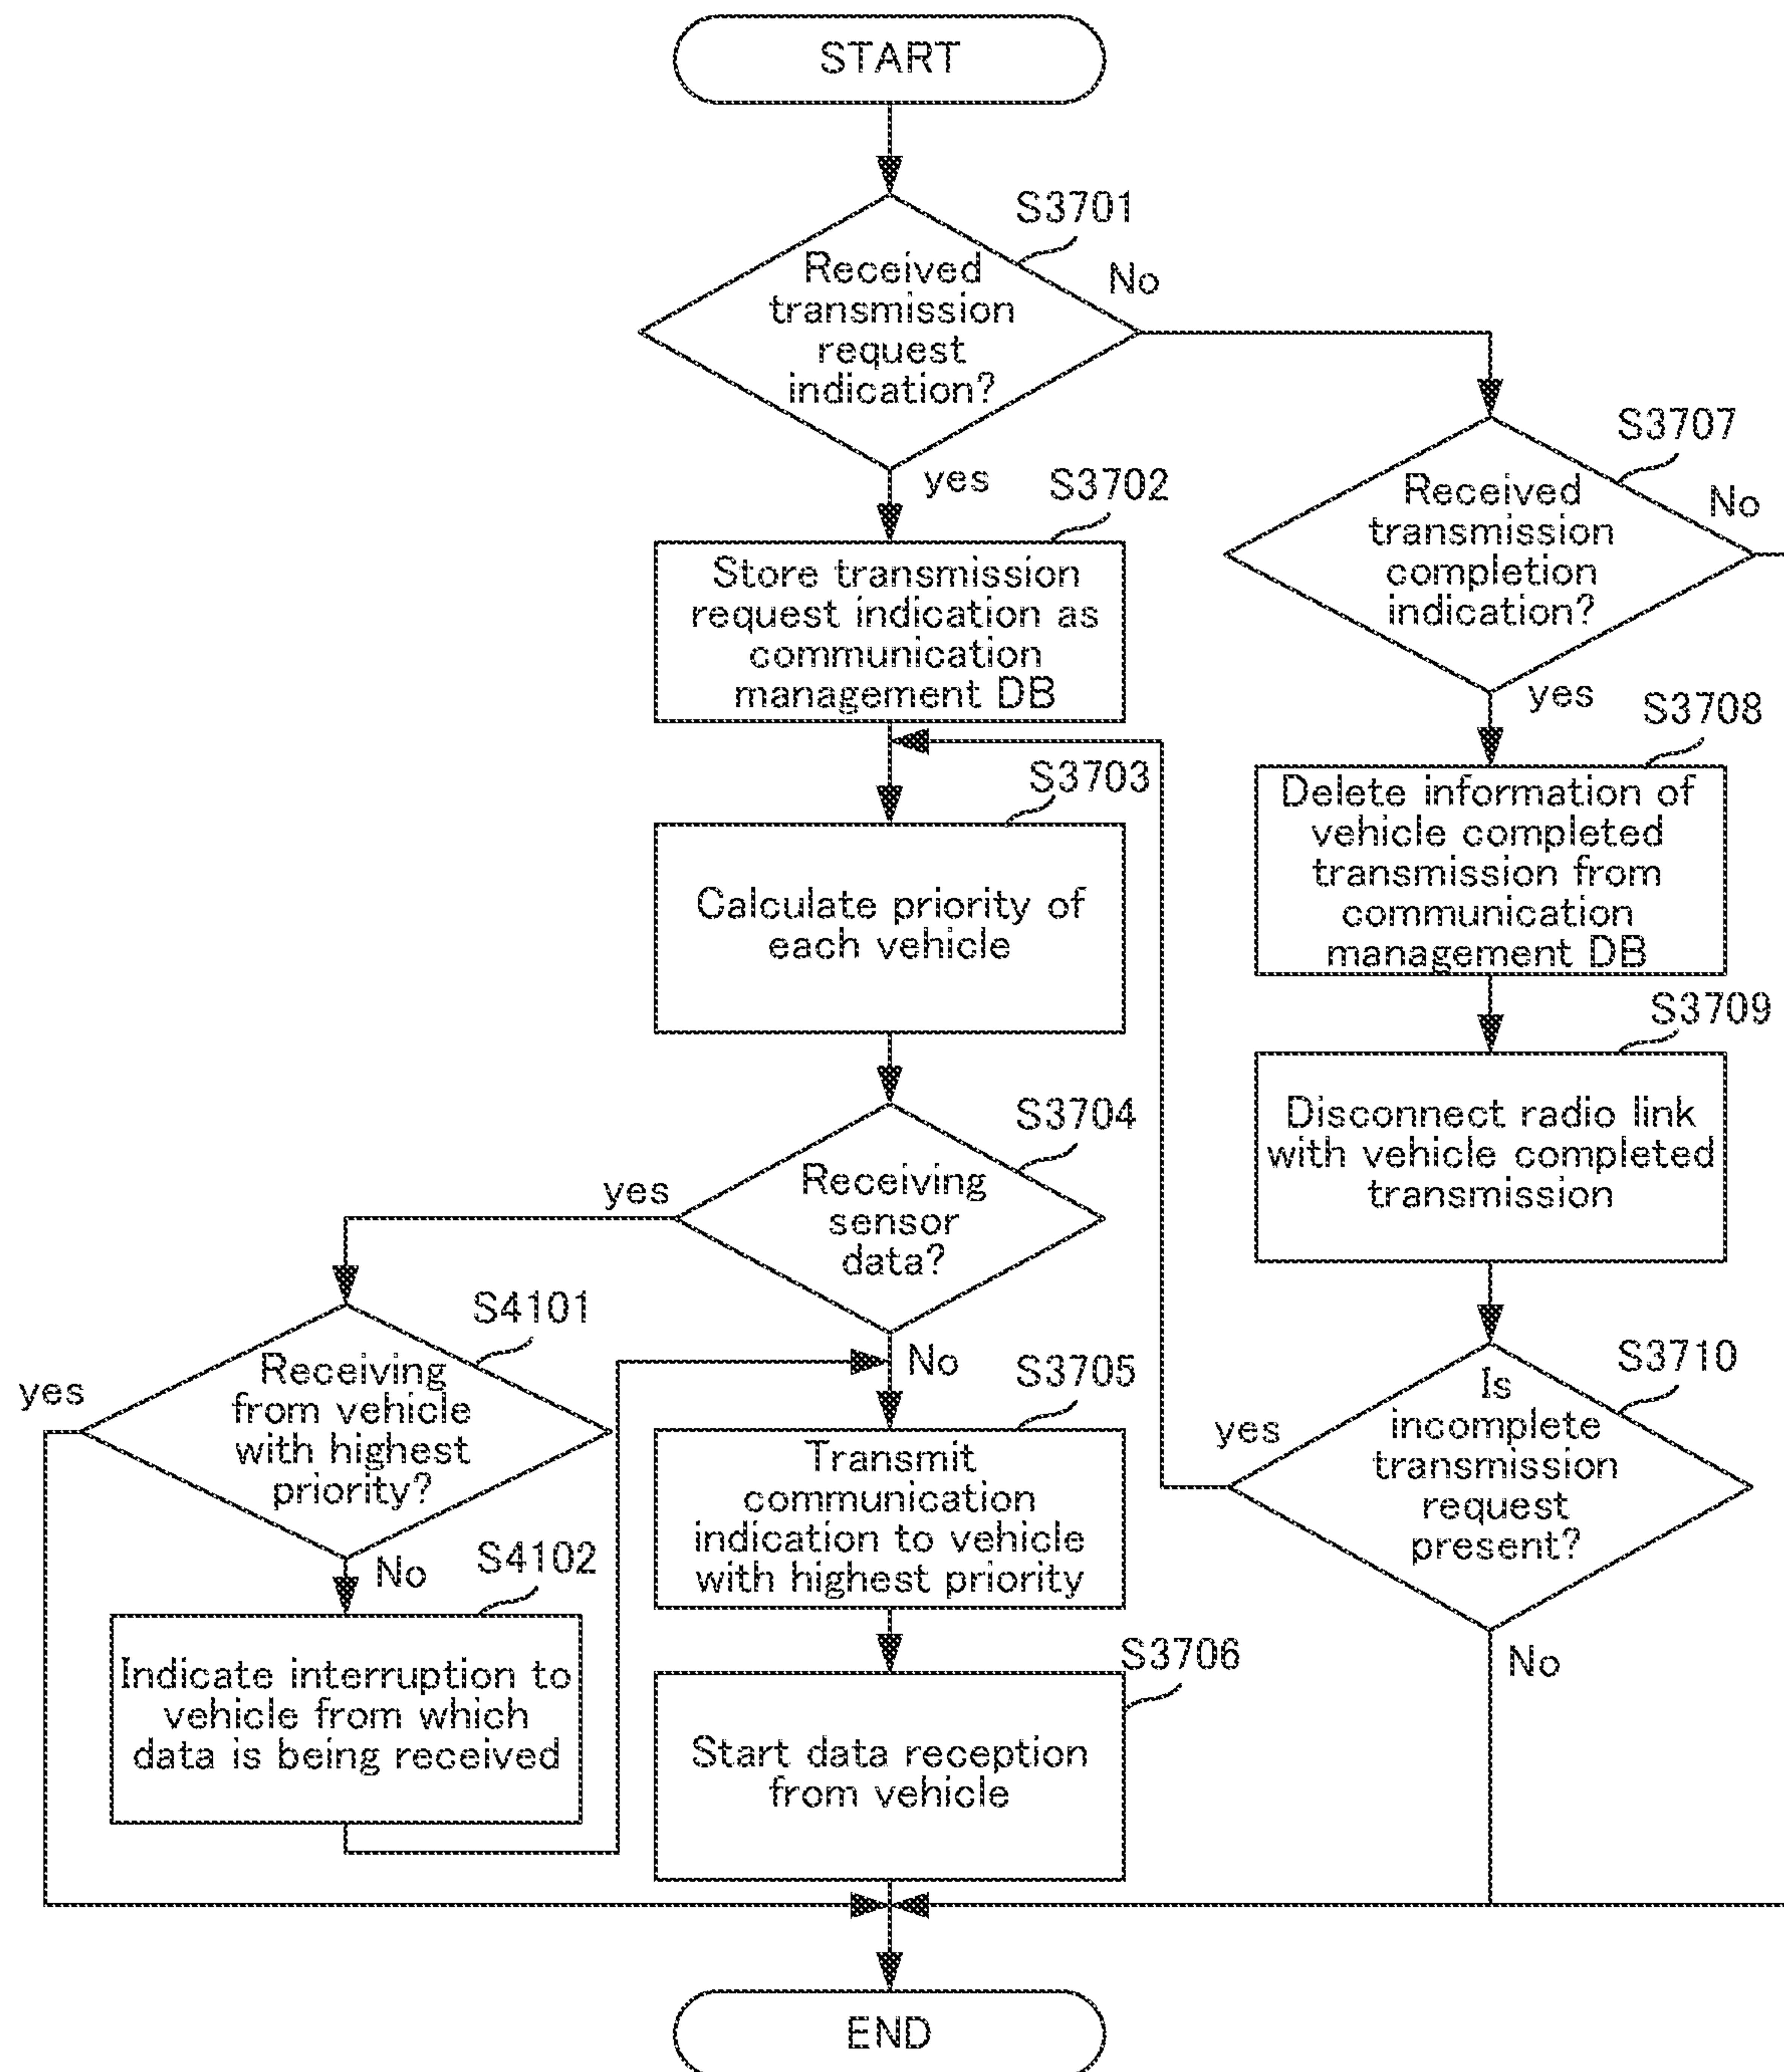 START
S3701
Received
transmission
request
indication?
No
yes
S3702
Store transmission
request indication as
communication
management DB
S3703
Calculate priority of
each vehicle
S3704
Receiving
sensor
data?
yes
No
S4101
Receiving
from vehicle
with highest
priority?
yes
No
S4102
Indicate interruption to
vehicle from which
data is being received
S3705
Transmit
communication
indication to vehicle
with highest priority
S3706
Start data reception
from vehicle
S3707
Received
transmission
completion
indication?
No
yes
S3708
Delete information of
vehicle completed
transmission from
communication
management DB
S3709
Disconnect radio link
with vehicle completed
transmission
S3710
Is
incomplete
transmission
request
present?
yes
No
END